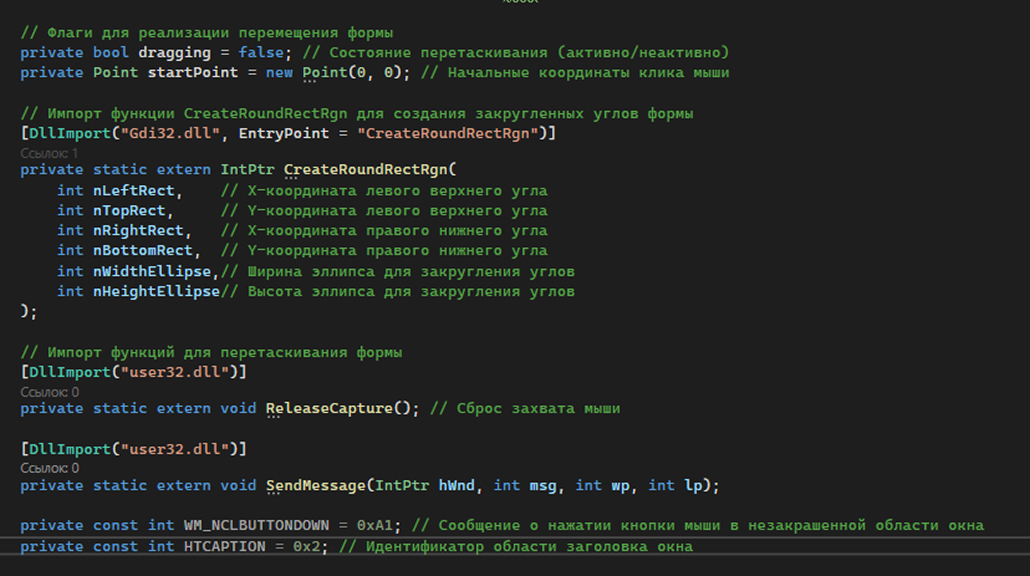 // Флаги для реализации перемещения формы
private bool dragging = false; // Состояние перетаскивания (активно/неактивно)
private Point startPoint = new Point(0, 0); // Начальные координаты клика мыши
// Импорт функции CreateRoundRectRgn для создания закругленных углов формы
[DllImport("Gdi32.dll", EntryPoint = "CreateRoundRectRgn")]
Ссылок: 1
private static extern IntPtr CreateRoundRectRgn(
    int nLeftRect,    // X-координата левого верхнего угла
    int nTopRect,     // Y-координата левого верхнего угла
    int nRightRect,   // X-координата правого нижнего угла
    int nBottomRect,  // Y-координата правого нижнего угла
    int nWidthEllipse,// Ширина эллипса для закругления углов
    int nHeightEllipse// Высота эллипса для закругления углов
);
// Импорт функций для перетаскивания формы
[DllImport("user32.dll")]
Ссылок: 0
private static extern void ReleaseCapture(); // Сброс захвата мыши
[DllImport("user32.dll")]
Ссылок: 0
private static extern void SendMessage(IntPtr hWnd, int msg, int wp, int lp);
private const int WM_NCLBUTTONDOWN = 0xA1; // Сообщение о нажатии кнопки мыши в незакрашенной области окна
private const int HTCAPTION = 0x2; // Идентификатор области заголовка окна